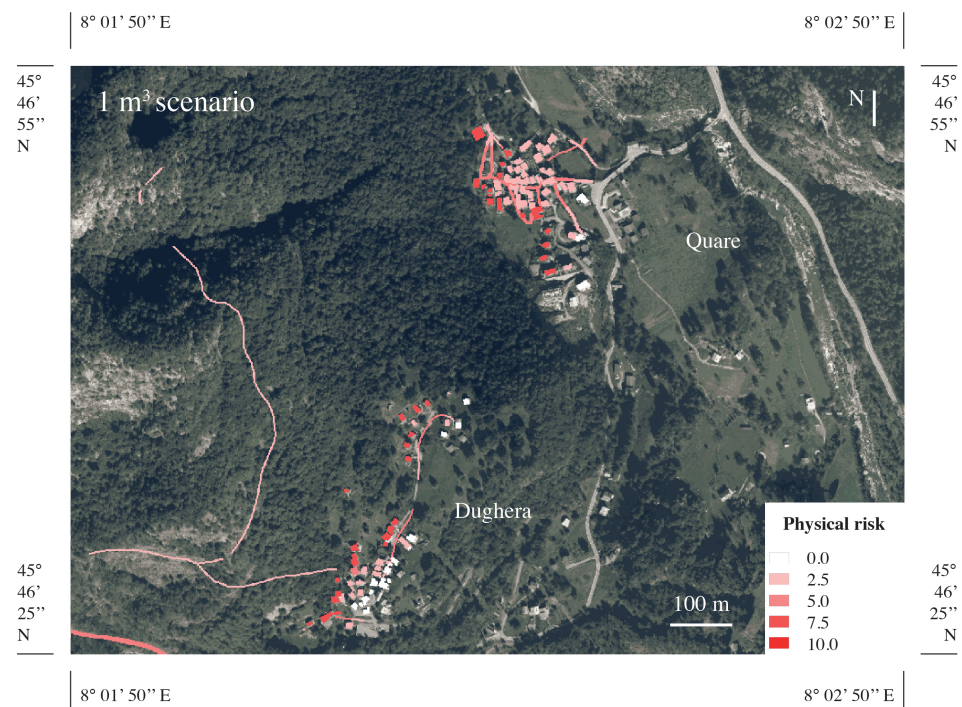 8° 01' 50'' E
8° 02' 50'' E
45°
46'
55''
N
45°
46'
55''
N
1 m³ scenario
N
Quare
Dughera
Physical risk
0.0
2.5
5.0
7.5
10.0
100 m
45°
46'
25''
N
45°
46'
25''
N
8° 01' 50'' E
8° 02' 50'' E